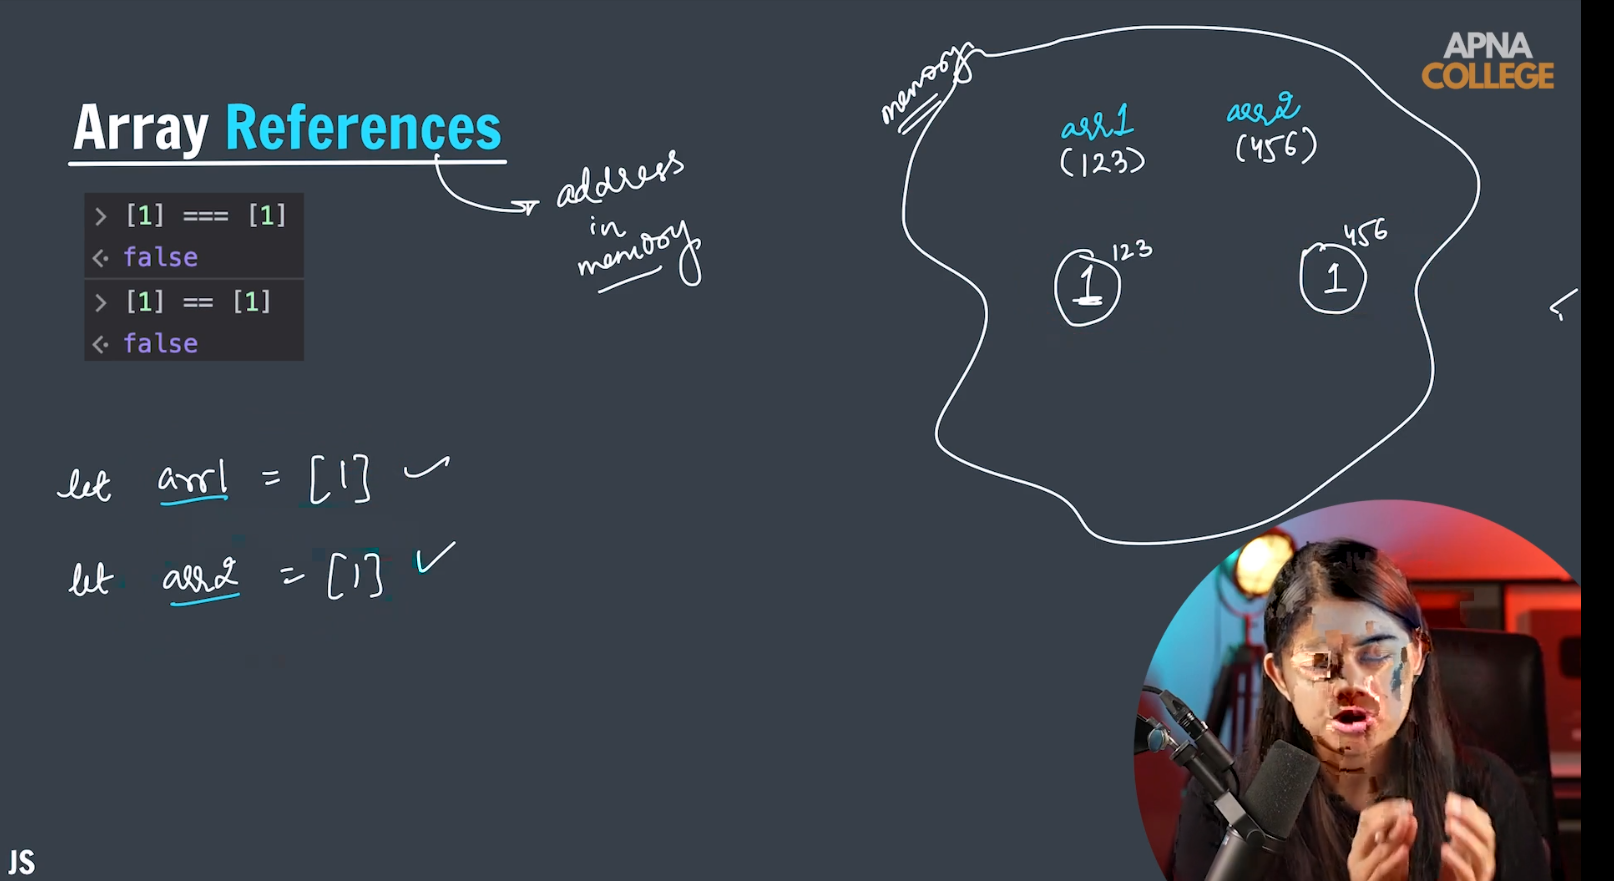 APNA
COLLEGE
Array References
address
in
memory
> [1] === [1]
<· false
> [1] == [1]
<· false
memory
arr1
(123)
arr2
(456)
1
123
1
456
let arr1 = [1] ✓
let arr2 = [1] ✓
JS